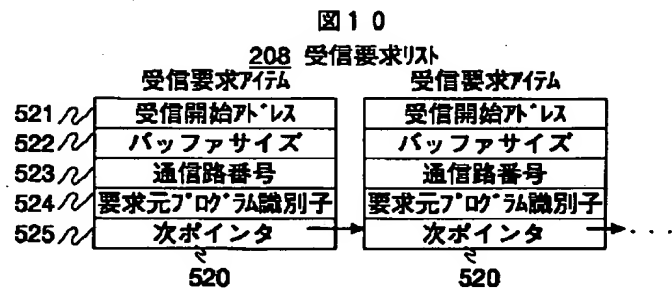 図10
208 受信要求リスト
受信要求アイテム 受信要求アイテム
521 受信開始アドレス 受信開始アドレス
522 バッファサイズ バッファサイズ
523 通信路番号 通信路番号
524 要求元プログラム識別子 要求元プログラム識別子
525 次ポインタ 次ポインタ ...
520 520